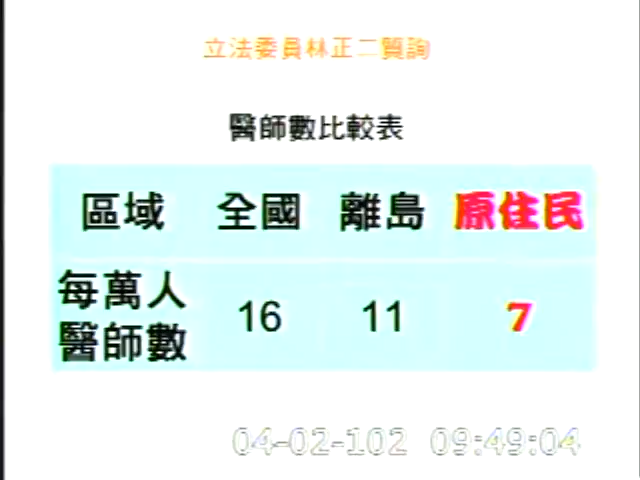 立法委員林正二質詢
醫師數比較表
區域 全國 離島 原住民
每萬人
醫師數 16 11 7
04-02-102 09:49:04